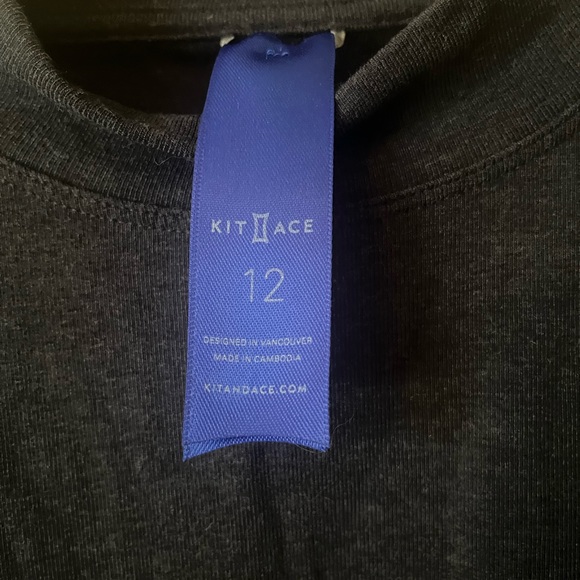 KIT ACE
12
DESIGNED IN VANCOUVER
MADE IN CAMBODIA
KITANDACE.COM